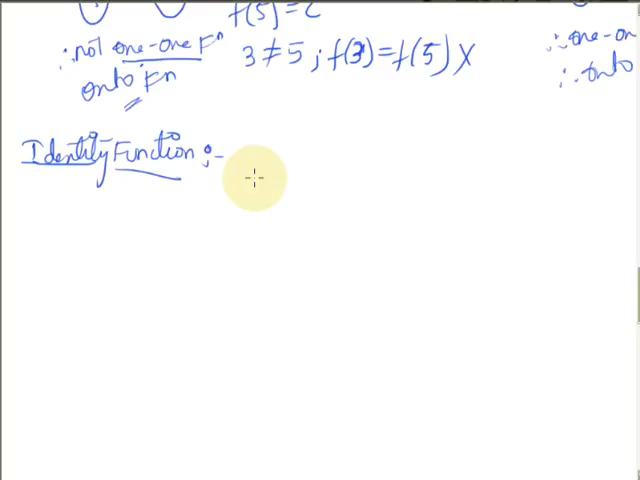 f(5) = c
∴ not one-one Fn 3 ≠ 5 ; f(3) = f(5) X ∴ one-on
onto Fn ∴ onto
Identity Function :-